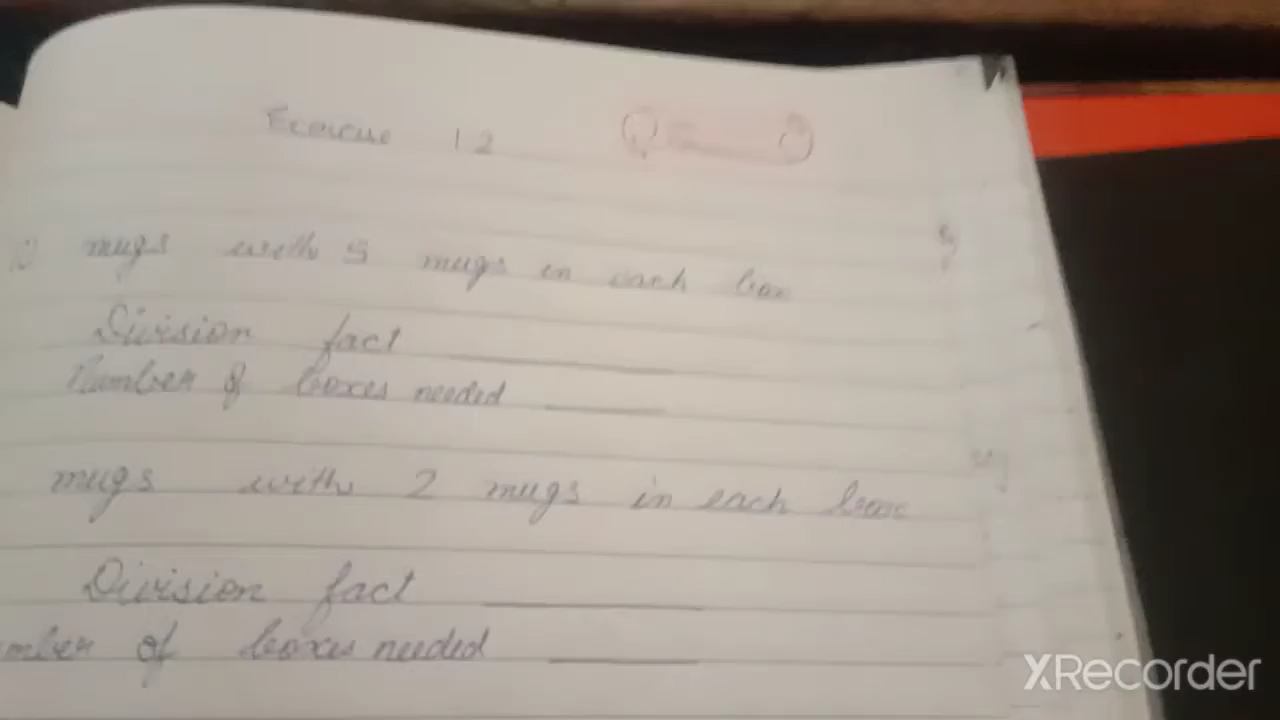 Exercise 12
mugs with 5 mugs in each box
Division fact
Number of boxes needed
mugs with 2 mugs in each box
Division fact
mber of boxes needed
XRecorder